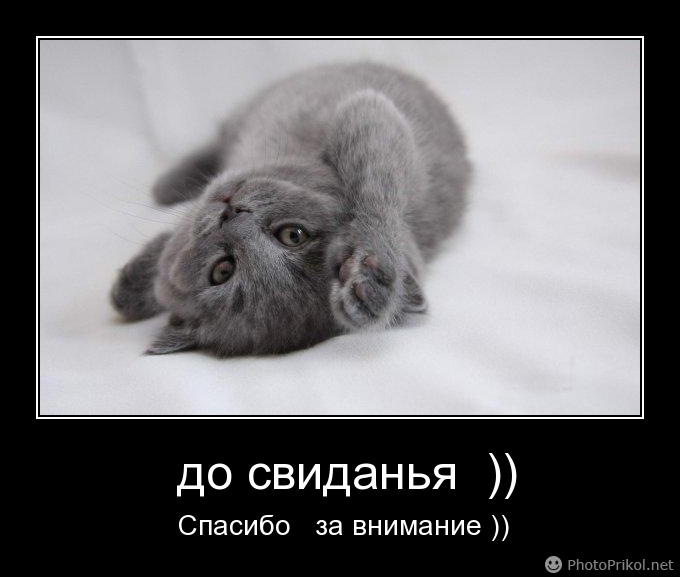 до свиданья ))
Спасибо за внимание ))
PhotoPrikol.net